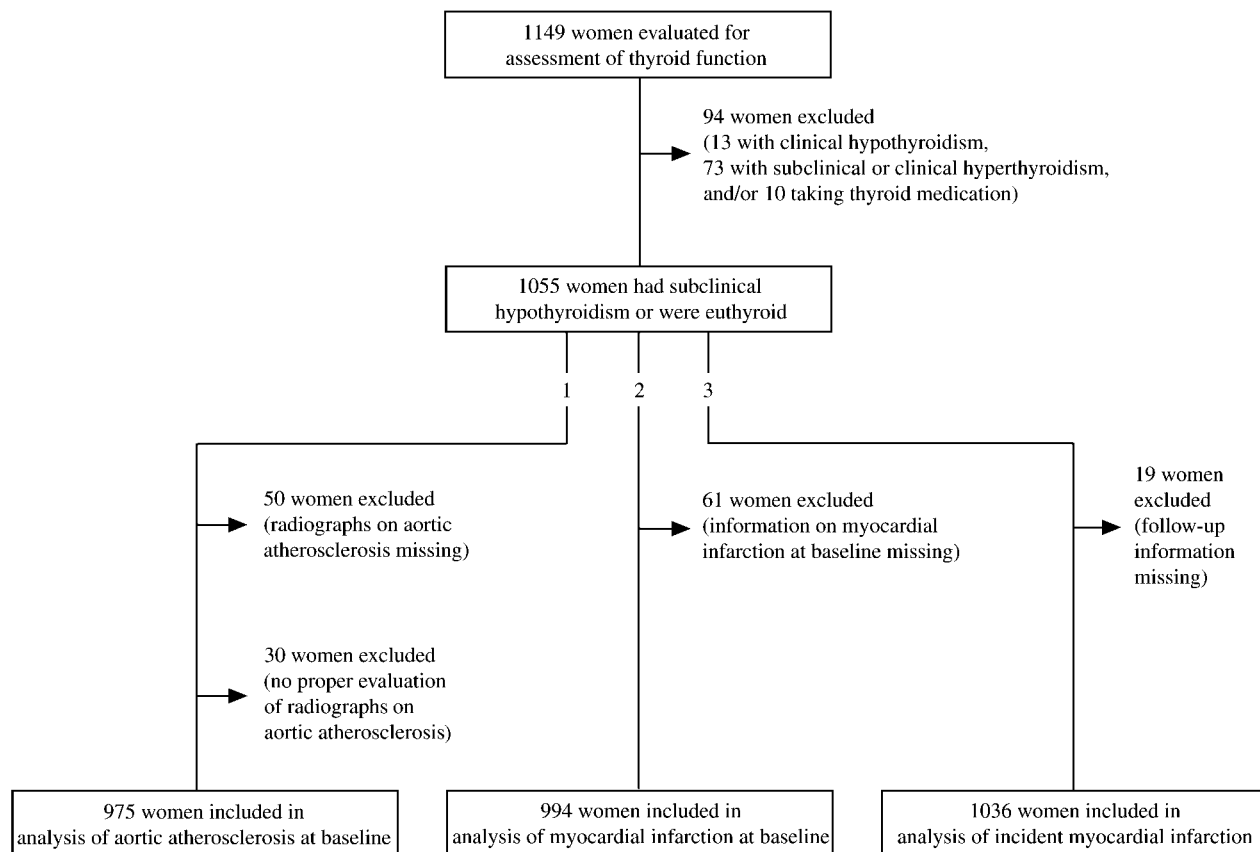 1149 women evaluated for
assessment of thyroid function
94 women excluded
(13 with clinical hypothyroidism,
73 with subclinical or clinical hyperthyroidism,
and/or 10 taking thyroid medication)
1055 women had subclinical
hypothyroidism or were euthyroid
1
2
3
50 women excluded
(radiographs on aortic
atherosclerosis missing)
61 women excluded
(information on myocardial
infarction at baseline missing)
19 women
excluded
(follow-up
information
missing)
30 women excluded
(no proper evaluation
of radiographs on
aortic atherosclerosis)
975 women included in
analysis of aortic atherosclerosis at baseline
994 women included in
analysis of myocardial infarction at baseline
1036 women included in
analysis of incident myocardial infarction